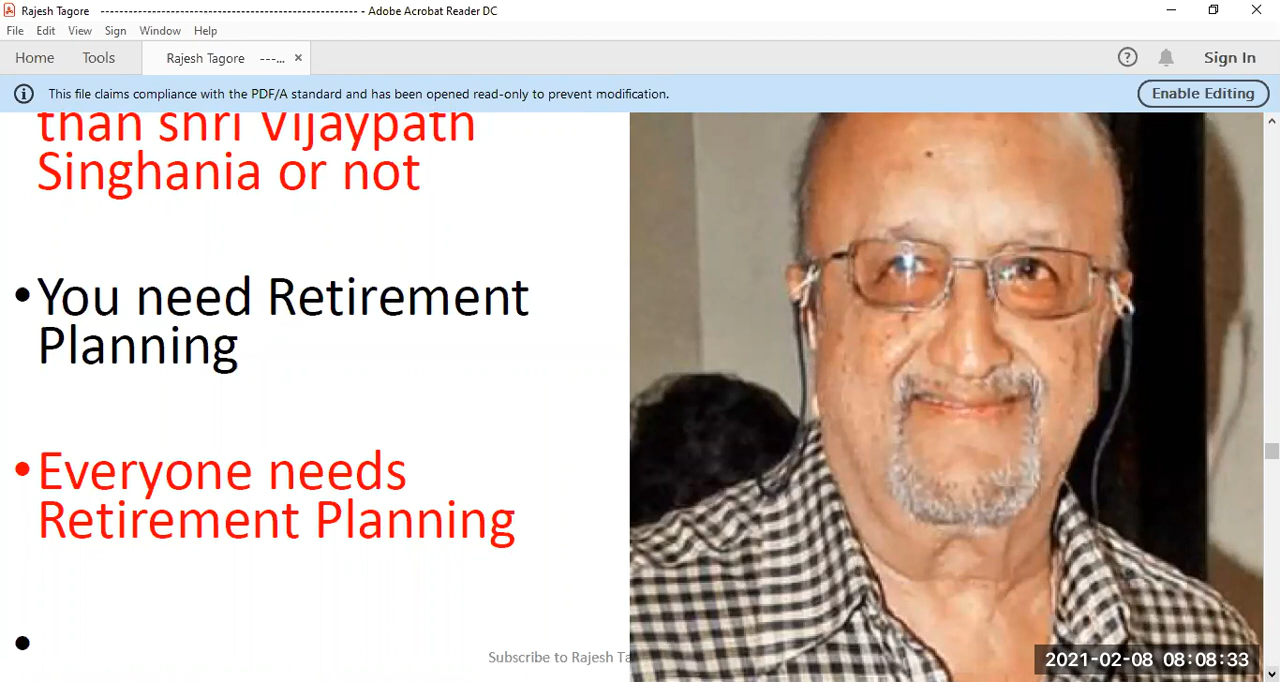 Rajesh Tagore ---------------------------------------------------- - Adobe Acrobat Reader DC
File Edit View Sign Window Help
Home Tools Rajesh Tagore ---... × ? Sign In
This file claims compliance with the PDF/A standard and has been opened read-only to prevent modification. Enable Editing
than shri Vijaypath
Singhania or not
•You need Retirement
Planning
•Everyone needs
Retirement Planning
•
Subscribe to Rajesh Ta
2021-02-08 08:08:33